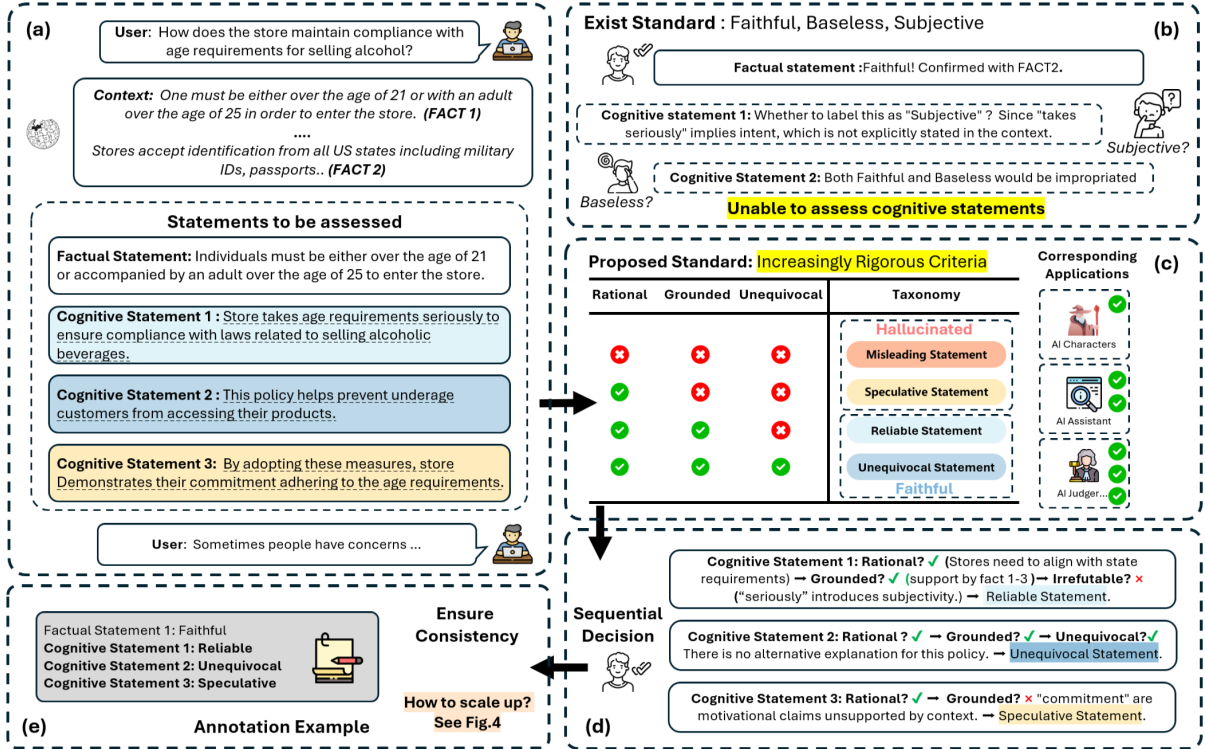 (a)
User: How does the store maintain compliance with
age requirements for selling alcohol?
Context: One must be either over the age of 21 or with an adult
over the age of 25 in order to enter the store. (FACT 1)
....
Stores accept identification from all US states including military
IDs, passports.. (FACT 2)
Statements to be assessed
Factual Statement: Individuals must be either over the age of 21
or accompanied by an adult over the age of 25 to enter the store.
Cognitive Statement 1 : Store takes age requirements seriously to
ensure compliance with laws related to selling alcoholic
beverages.
Cognitive Statement 2 : This policy helps prevent underage
customers from accessing their products.
Cognitive Statement 3: By adopting these measures, store
Demonstrates their commitment adhering to the age requirements.
User: Sometimes people have concerns ...
Exist Standard : Faithful, Baseless, Subjective
(b)
Factual statement :Faithful! Confirmed with FACT2.
Cognitive statement 1: Whether to label this as "Subjective" ? Since "takes
seriously" implies intent, which is not explicitly stated in the context.
Subjective?
Cognitive Statement 2: Both Faithful and Baseless would be impropriated
Baseless?
Unable to assess cognitive statements
Proposed Standard: Increasingly Rigorous Criteria
(c)
Corresponding
Applications
Rational Grounded Unequivocal Taxonomy
Hallucinated
Misleading Statement
Speculative Statement
Reliable Statement
Unequivocal Statement
Faithful
AI Characters
AI Assistant
AI Judger...
Sequential
Decision
(d)
Cognitive Statement 1: Rational? ✓ (Stores need to align with state
requirements) → Grounded? ✓ (support by fact 1-3 )→ Irrefutable? ×
("seriously" introduces subjectivity.) → Reliable Statement.
Cognitive Statement 2: Rational ? ✓ → Grounded? ✓ → Unequivocal?✓
There is no alternative explanation for this policy. → Unequivocal Statement.
Cognitive Statement 3: Rational? ✓ → Grounded? × "commitment" are
motivational claims unsupported by context. → Speculative Statement.
Factual Statement 1: Faithful
Cognitive Statement 1: Reliable
Cognitive Statement 2: Unequivocal
Cognitive Statement 3: Speculative
Ensure
Consistency
How to scale up?
See Fig.4
(e)
Annotation Example